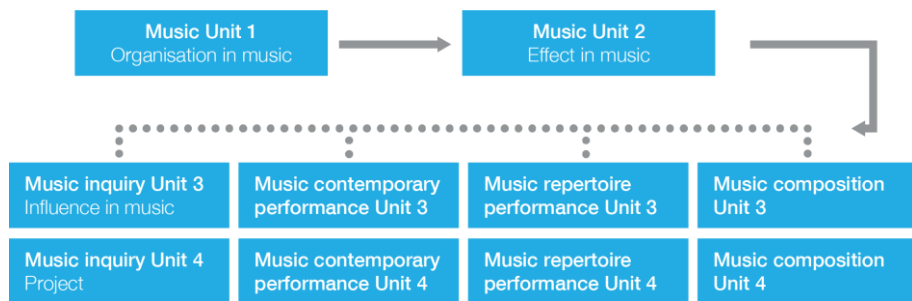 Music Unit 1
Organisation in music
Music Unit 2
Effect in music
Music inquiry Unit 3
Influence in music
Music contemporary
performance Unit 3
Music repertoire
performance Unit 3
Music composition
Unit 3
Music inquiry Unit 4
Project
Music contemporary
performance Unit 4
Music repertoire
performance Unit 4
Music composition
Unit 4